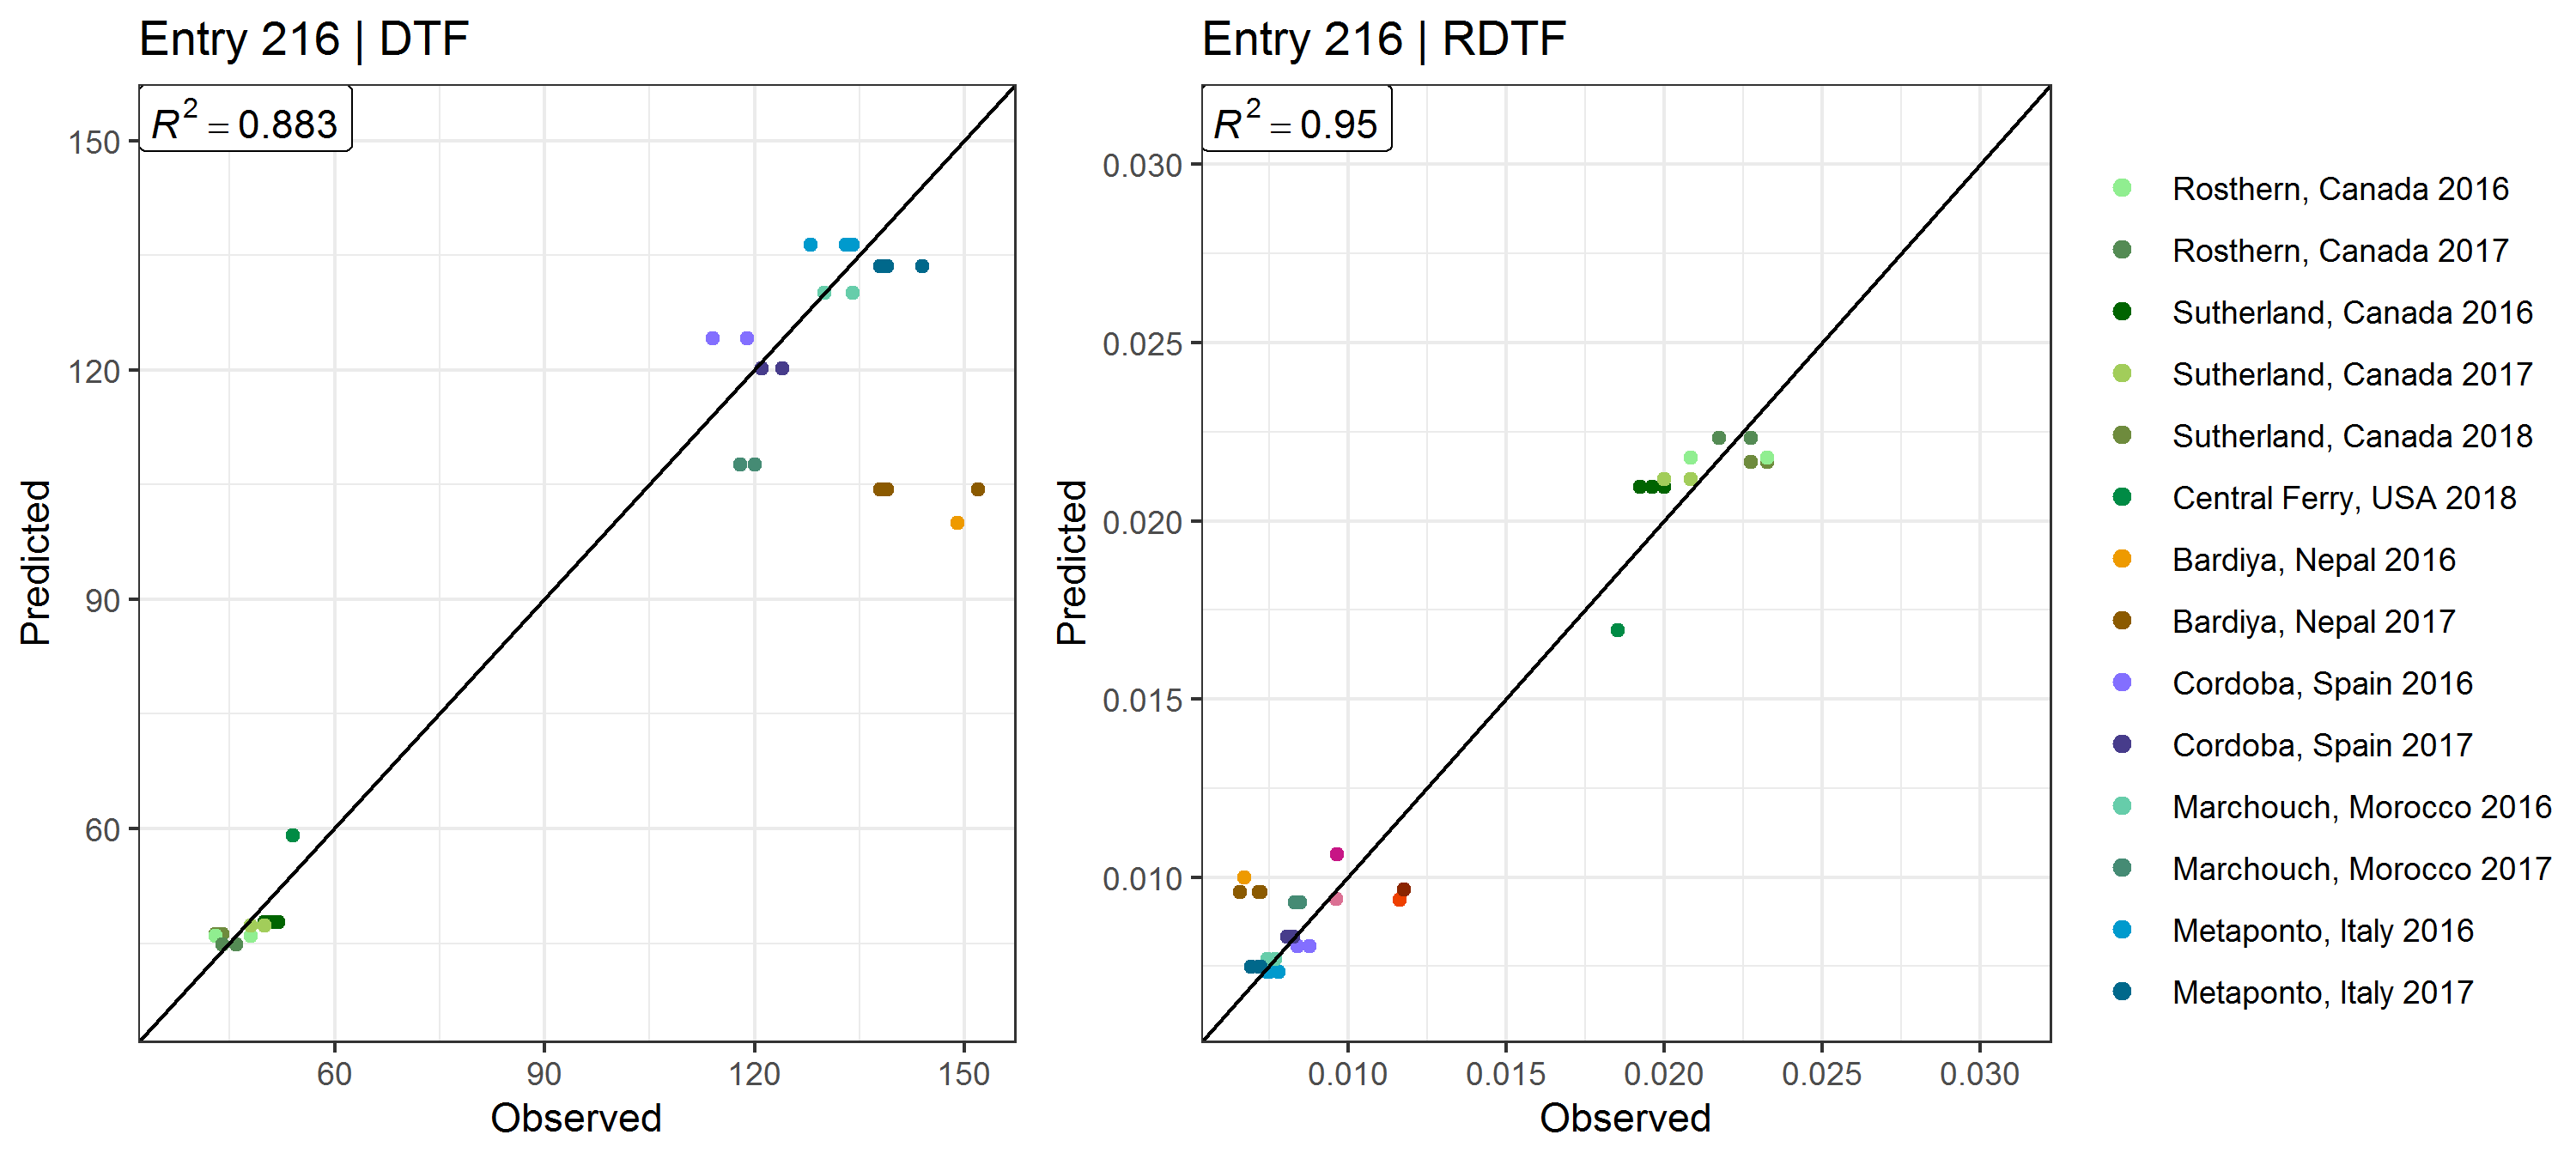 Entry 216 | DTF
R² = 0.883
150
120
90
60
Predicted
60 90 120 150
Observed
Entry 216 | RDTF
R² = 0.95
0.030
0.025
0.020
0.015
0.010
Predicted
0.010 0.015 0.020 0.025 0.030
Observed
Rosthern, Canada 2016
Rosthern, Canada 2017
Sutherland, Canada 2016
Sutherland, Canada 2017
Sutherland, Canada 2018
Central Ferry, USA 2018
Bardiya, Nepal 2016
Bardiya, Nepal 2017
Cordoba, Spain 2016
Cordoba, Spain 2017
Marchouch, Morocco 2016
Marchouch, Morocco 2017
Metaponto, Italy 2016
Metaponto, Italy 2017